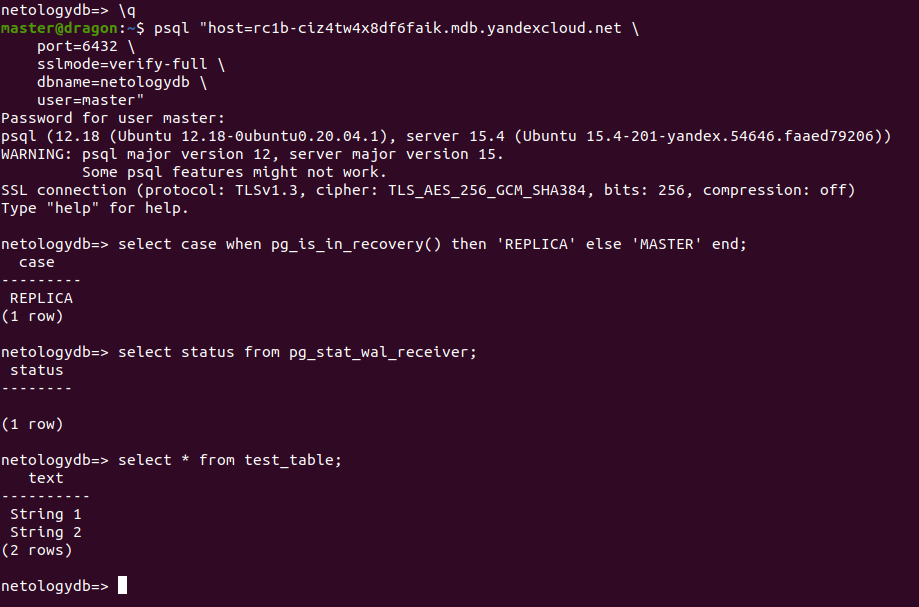 netologydb=> \q
master@dragon:~$ psql "host=rc1b-ciz4tw4x8df6faik.mdb.yandexcloud.net \
    port=6432 \
    sslmode=verify-full \
    dbname=netologydb \
    user=master"
Password for user master:
psql (12.18 (Ubuntu 12.18-0ubuntu0.20.04.1), server 15.4 (Ubuntu 15.4-201-yandex.54646.faaed79206))
WARNING: psql major version 12, server major version 15.
         Some psql features might not work.
SSL connection (protocol: TLSv1.3, cipher: TLS_AES_256_GCM_SHA384, bits: 256, compression: off)
Type "help" for help.

netologydb=> select case when pg_is_in_recovery() then 'REPLICA' else 'MASTER' end;
  case
---------
 REPLICA
(1 row)

netologydb=> select status from pg_stat_wal_receiver;
 status
--------

(1 row)

netologydb=> select * from test_table;
   text
----------
 String 1
 String 2
(2 rows)

netologydb=>